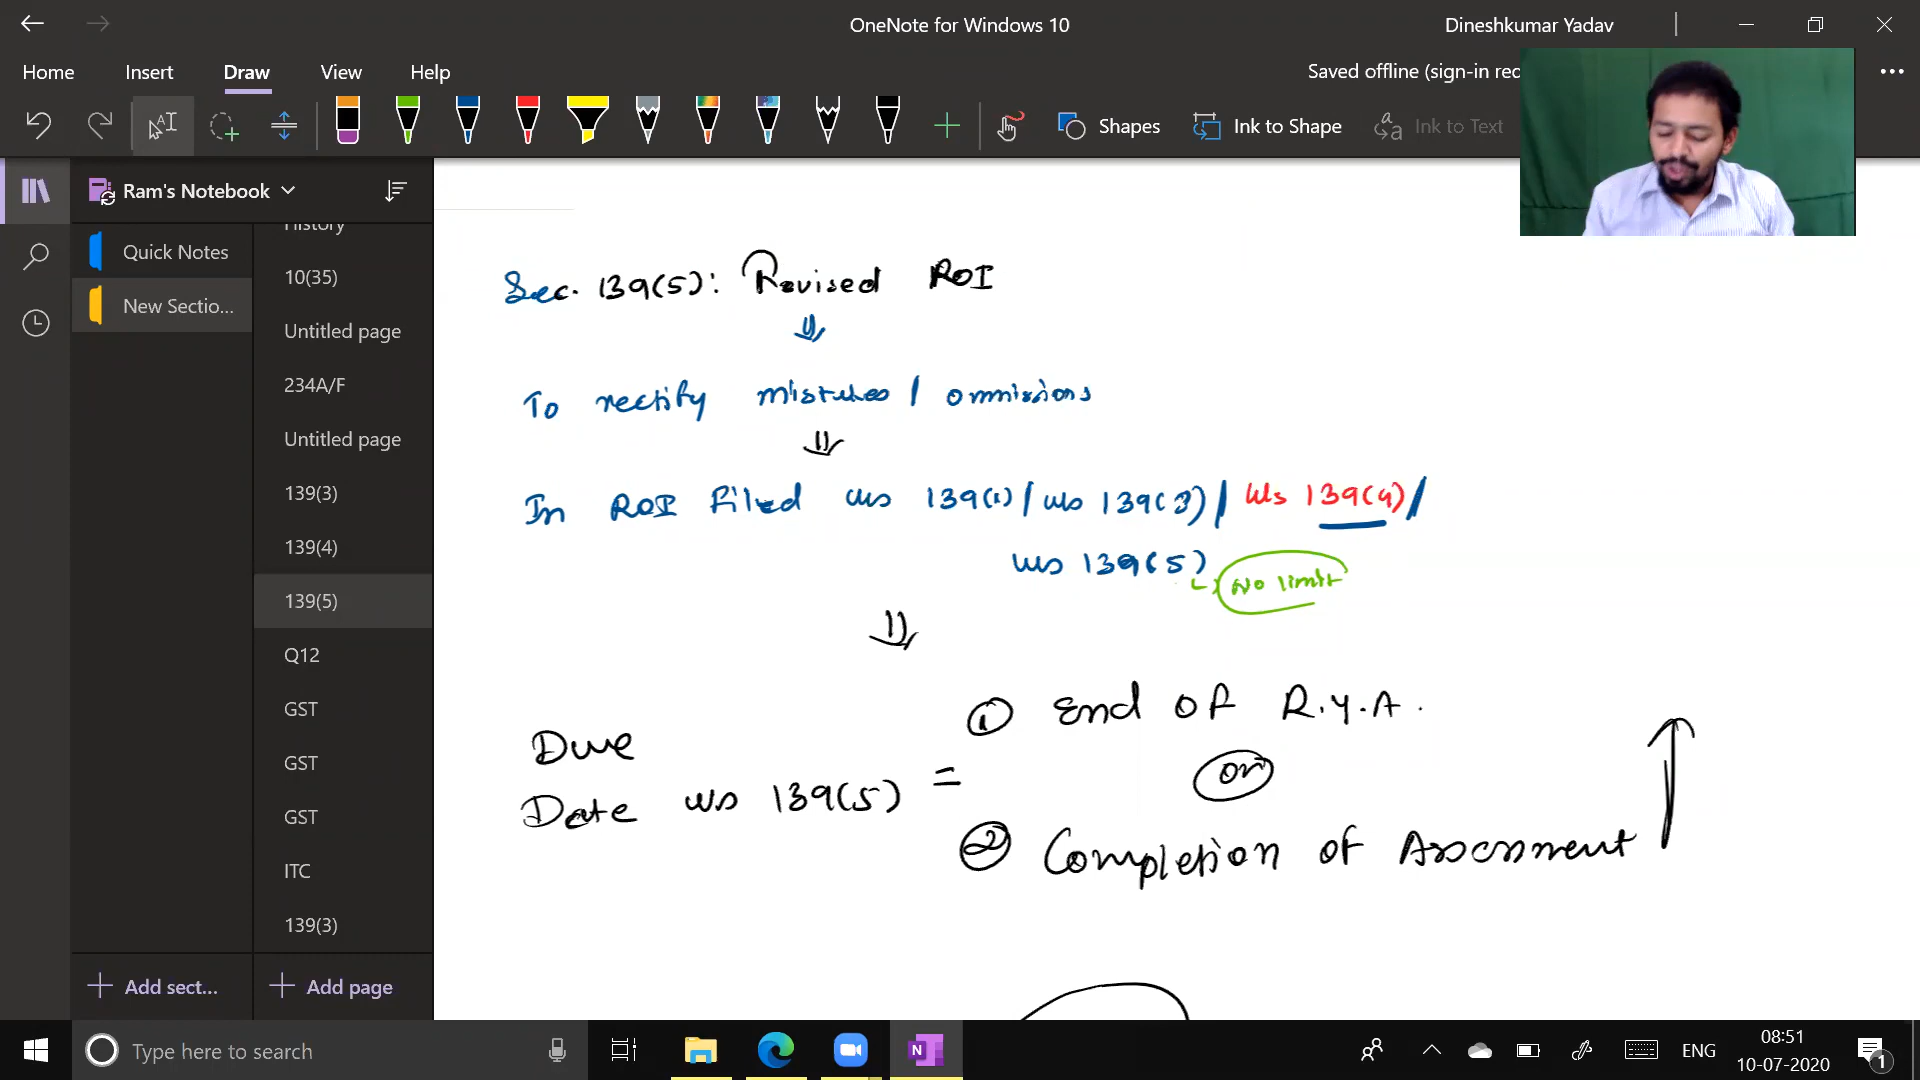 OneNote for Windows 10
Dineshkumar Yadav
Home Insert Draw View Help
Saved offline (sign-in rec
Shapes Ink to Shape Ink to Text
Ram's Notebook
Quick Notes
New Sectio...
History
10(35)
Untitled page
234A/F
Untitled page
139(3)
139(4)
139(5)
Q12
GST
GST
GST
ITC
139(3)
Add sect...
Add page
Sec. 139(5): Revised ROI
To rectify mistakes / ommissions
In ROI Filed u/s 139(1) / u/s 139(3) / u/s 139(4) /
u/s 139(5)
No limit
Due
Date u/s 139(5) =
① End OF R.Y.A.
or
② Completion of Assessment
Type here to search
ENG
08:51
10-07-2020
1